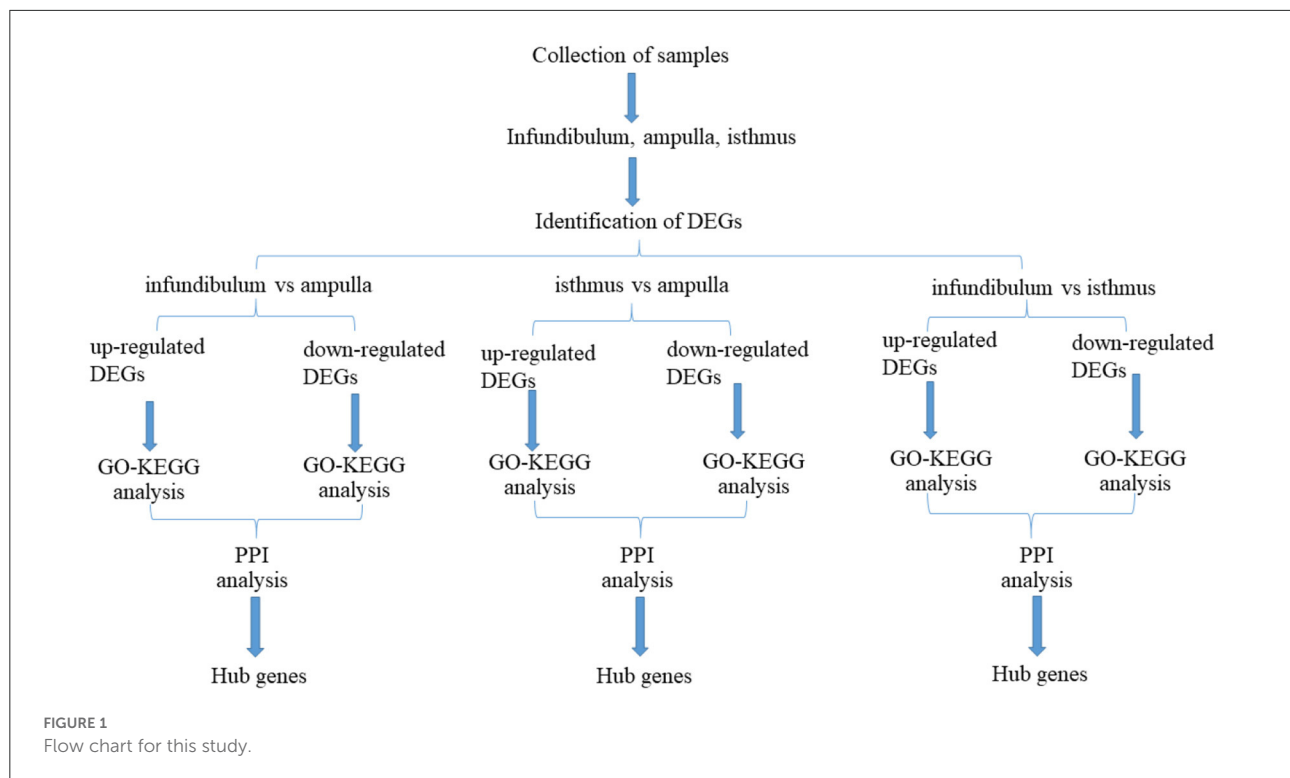 Collection of samples
Infundibulum, ampulla, isthmus
Identification of DEGs
infundibulum vs ampulla
isthmus vs ampulla
infundibulum vs isthmus
up-regulated
DEGs
down-regulated
DEGs
up-regulated
DEGs
down-regulated
DEGs
up-regulated
DEGs
down-regulated
DEGs
GO-KEGG
analysis
GO-KEGG
analysis
GO-KEGG
analysis
GO-KEGG
analysis
GO-KEGG
analysis
GO-KEGG
analysis
PPI
analysis
PPI
analysis
PPI
analysis
Hub genes
Hub genes
Hub genes
FIGURE 1
Flow chart for this study.